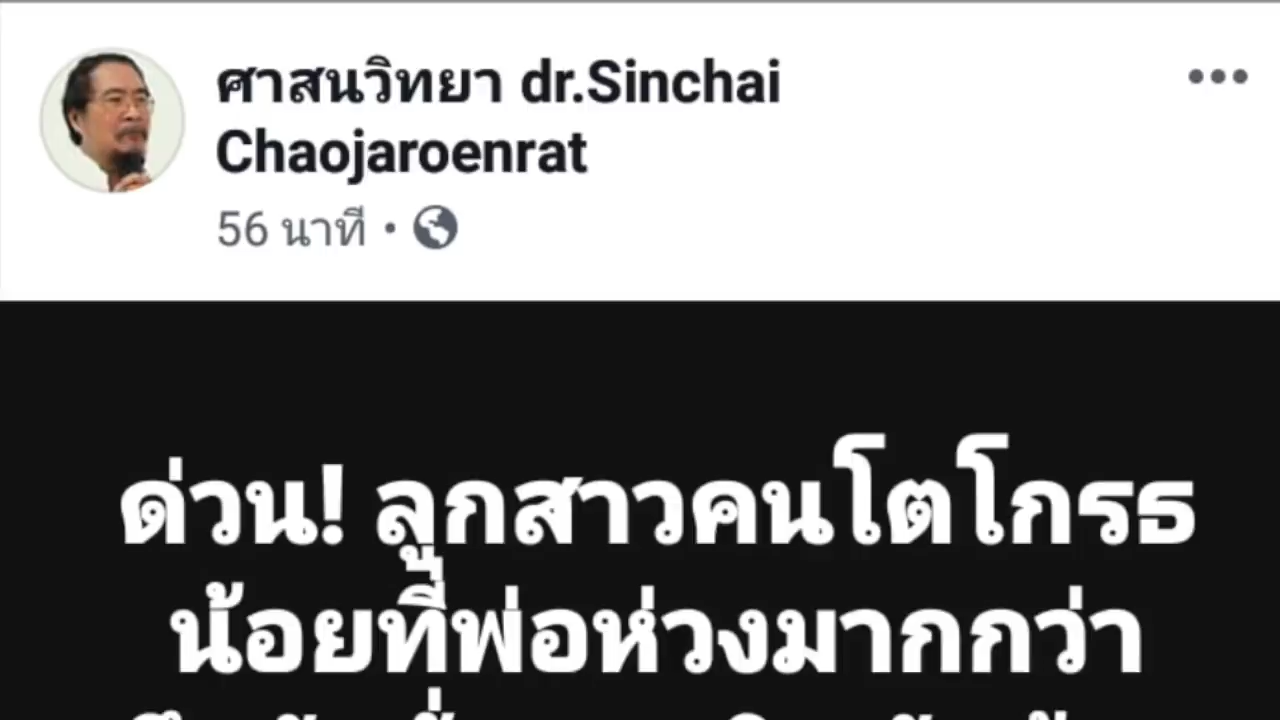 ศาสนวิทยา dr.Sinchai
Chaojaroenrat
56 นาที
ด่วน! ลูกสาวคนโตโกรธ
น้อยที่พ่อห่วงมากกว่า